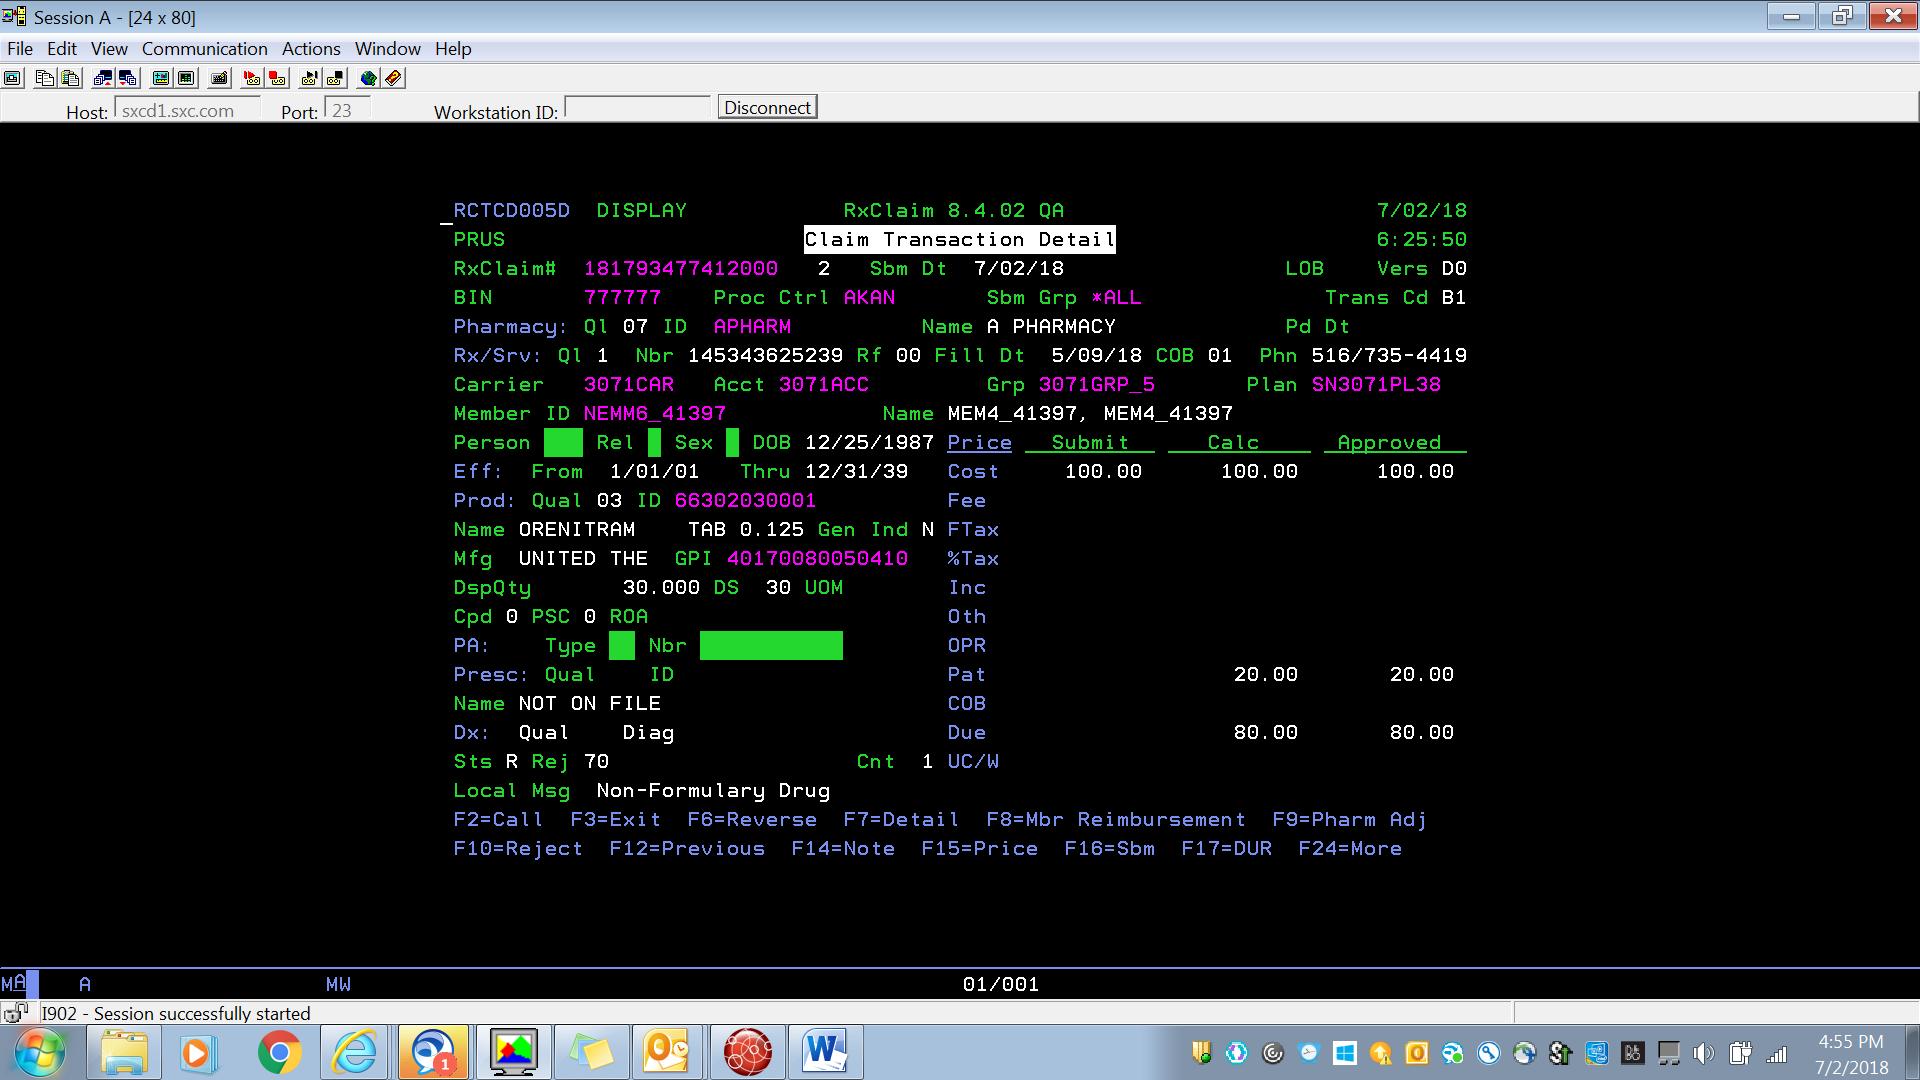 Session A - [24 x 80]
File Edit View Communication Actions Window Help
Host: sxcd1.sxc.com Port: 23 Workstation ID: Disconnect
RCTCD005D DISPLAY RxClaim 8.4.02 QA 7/02/18
PRUS Claim Transaction Detail 6:25:50
RxClaim# 181793477412000 2 Sbm Dt 7/02/18 LOB Vers D0
BIN 777777 Proc Ctrl AKAN Sbm Grp *ALL Trans Cd B1
Pharmacy: Ql 07 ID APHARM Name A PHARMACY Pd Dt
Rx/Srv: Ql 1 Nbr 145343625239 Rf 00 Fill Dt 5/09/18 COB 01 Phn 516/735-4419
Carrier 3071CAR Acct 3071ACC Grp 3071GRP_5 Plan SN3071PL38
Member ID NEMM6_41397 Name MEM4_41397, MEM4_41397
Person Rel Sex DOB 12/25/1987 Price Submit Calc Approved
Eff: From 1/01/01 Thru 12/31/39 Cost 100.00 100.00 100.00
Prod: Qual 03 ID 66302030001 Fee
Name ORENITRAM TAB 0.125 Gen Ind N FTax
Mfg UNITED THE GPI 40170080050410 %Tax
DspQty 30.000 DS 30 UOM Inc
Cpd 0 PSC 0 ROA Oth
PA: Type Nbr OPR
Presc: Qual ID Pat 20.00 20.00
Name NOT ON FILE COB
Dx: Qual Diag Due 80.00 80.00
Sts R Rej 70 Cnt 1 UC/W
Local Msg Non-Formulary Drug
F2=Call F3=Exit F6=Reverse F7=Detail F8=Mbr Reimbursement F9=Pharm Adj
F10=Reject F12=Previous F14=Note F15=Price F16=Sbm F17=DUR F24=More
MA A MW 01/001
I902 - Session successfully started
1
4:55 PM
7/2/2018